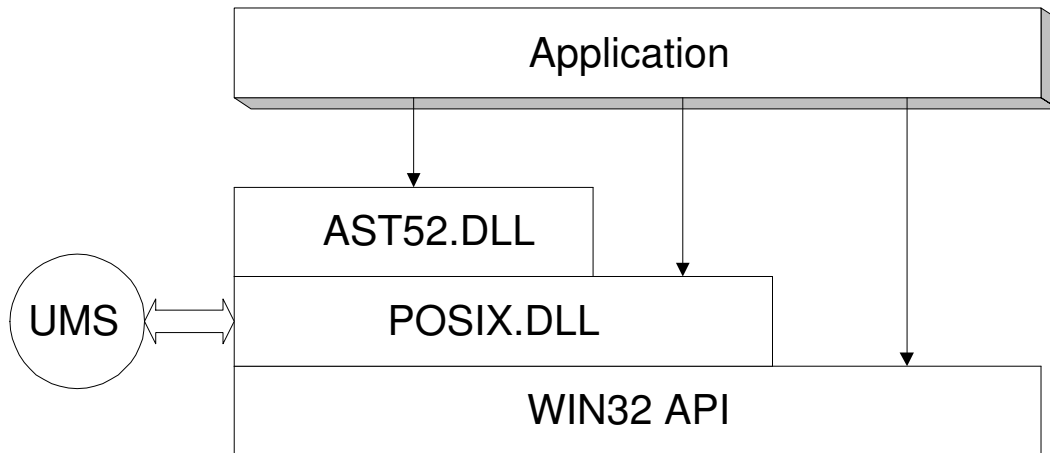 Application
AST52.DLL
UMS
POSIX.DLL
WIN32 API